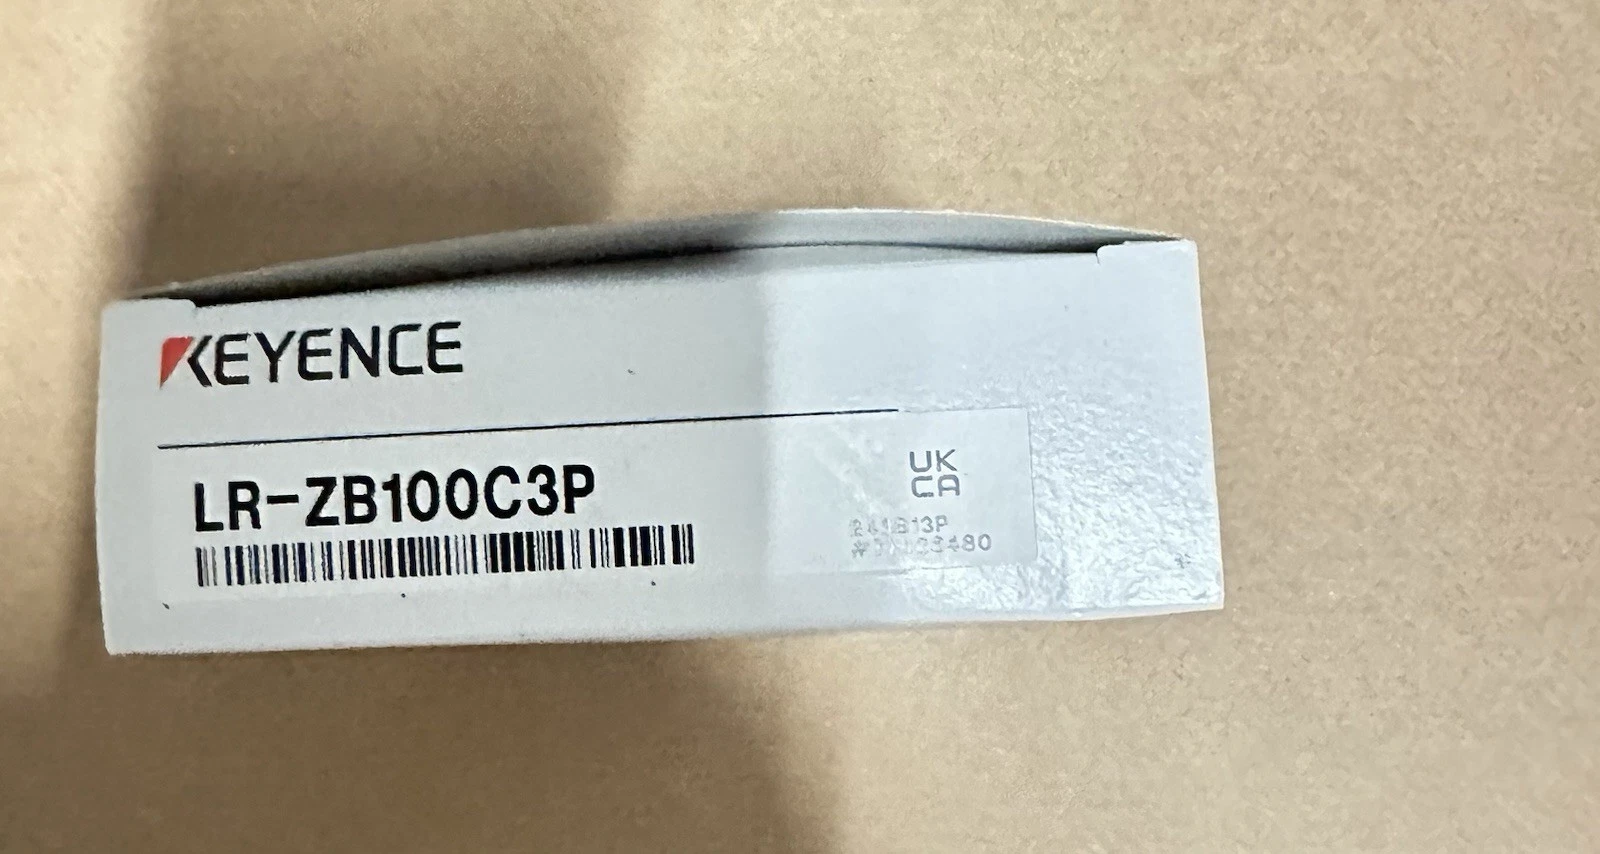 KEYENCE
LR-ZB100C3P
UK
CA